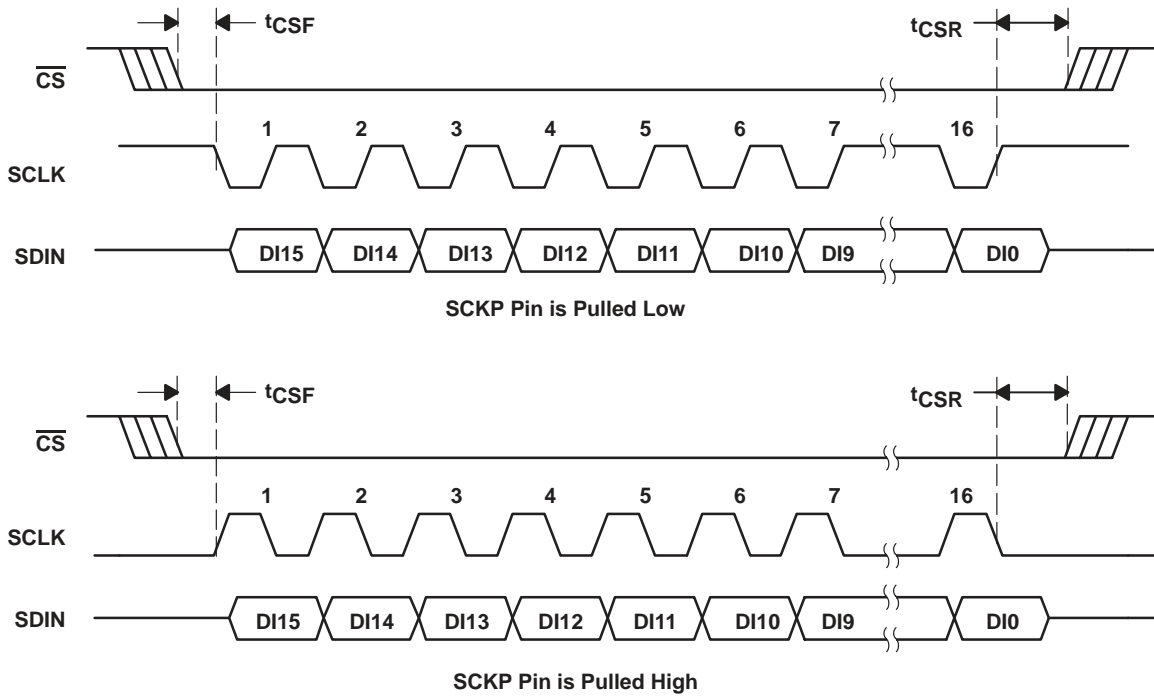 tCSF
tCSR
CS
1 2 3 4 5 6 7 16
SCLK
SDIN
DI15 DI14 DI13 DI12 DI11 DI10 DI9 DI0
SCKP Pin is Pulled Low
tCSF
tCSR
CS
1 2 3 4 5 6 7 16
SCLK
SDIN
DI15 DI14 DI13 DI12 DI11 DI10 DI9 DI0
SCKP Pin is Pulled High